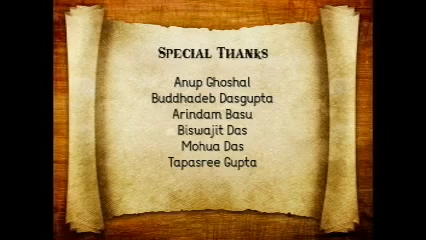 Special Thanks
Anup Ghoshal
Buddhadeb Dasgupta
Arindam Basu
Biswajit Das
Mohua Das
Tapasree Gupta